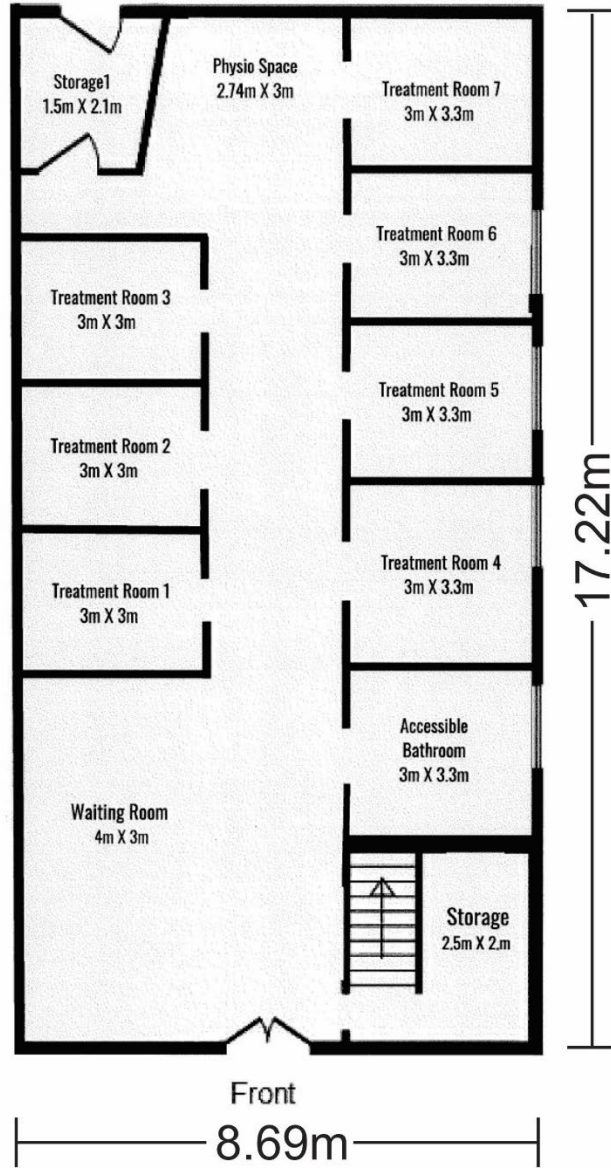 Storage1
1.5m X 2.1m
Physio Space
2.74m X 3m
Treatment Room 7
3m X 3.3m
Treatment Room 6
3m X 3.3m
Treatment Room 3
3m X 3m
Treatment Room 5
3m X 3.3m
Treatment Room 2
3m X 3m
Treatment Room 4
3m X 3.3m
Treatment Room 1
3m X 3m
Accessible
Bathroom
3m X 3.3m
Waiting Room
4m X 3m
Storage
2.5m X 2.m
17.22m
Front
8.69m